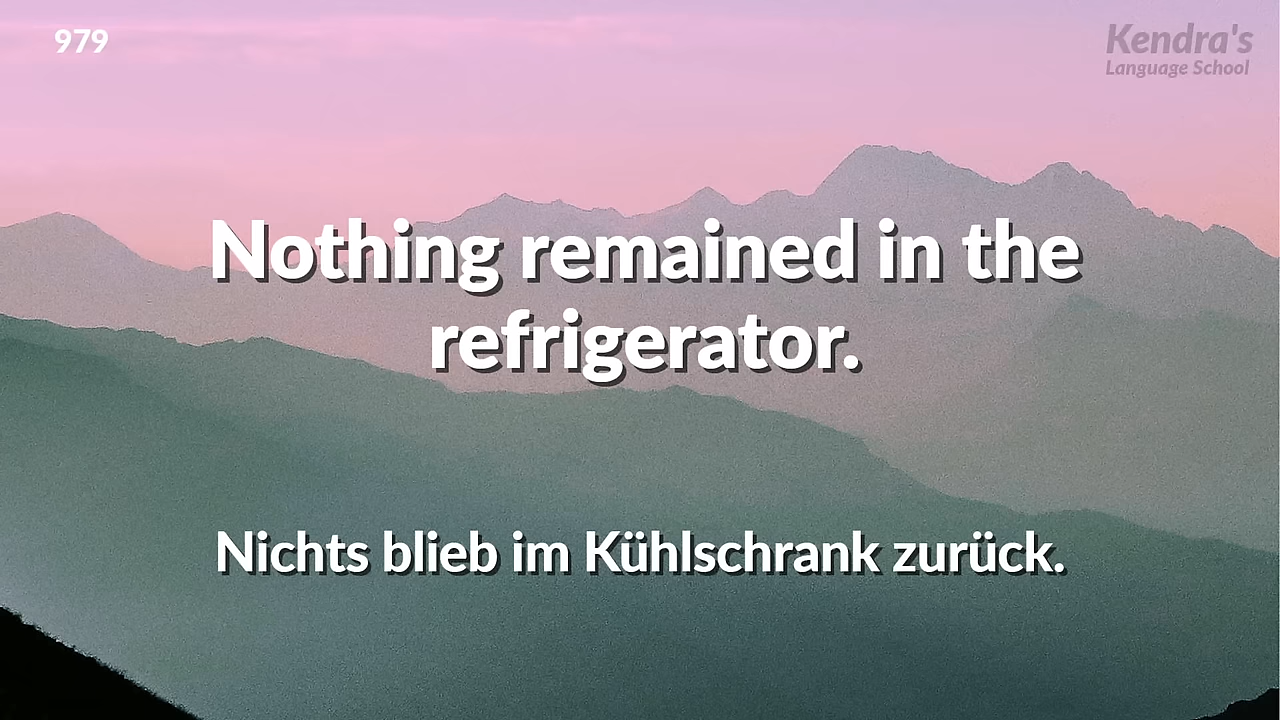 979
Kendra's
Language School
Nothing remained in the
refrigerator.
Nichts blieb im Kühlschrank zurück.